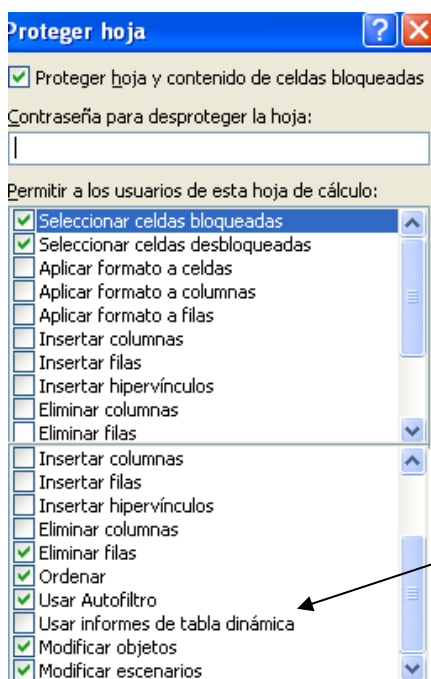 Proteger hoja
Proteger hoja y contenido de celdas bloqueadas
Contraseña para desproteger la hoja:
Permitir a los usuarios de esta hoja de cálculo:
Seleccionar celdas bloqueadas
Seleccionar celdas desbloqueadas
Aplicar formato a celdas
Aplicar formato a columnas
Aplicar formato a filas
Insertar columnas
Insertar filas
Insertar hipervínculos
Eliminar columnas
Eliminar filas
Insertar columnas
Insertar filas
Insertar hipervínculos
Eliminar columnas
Eliminar filas
Ordenar
Usar Autofiltro
Usar informes de tabla dinámica
Modificar objetos
Modificar escenarios